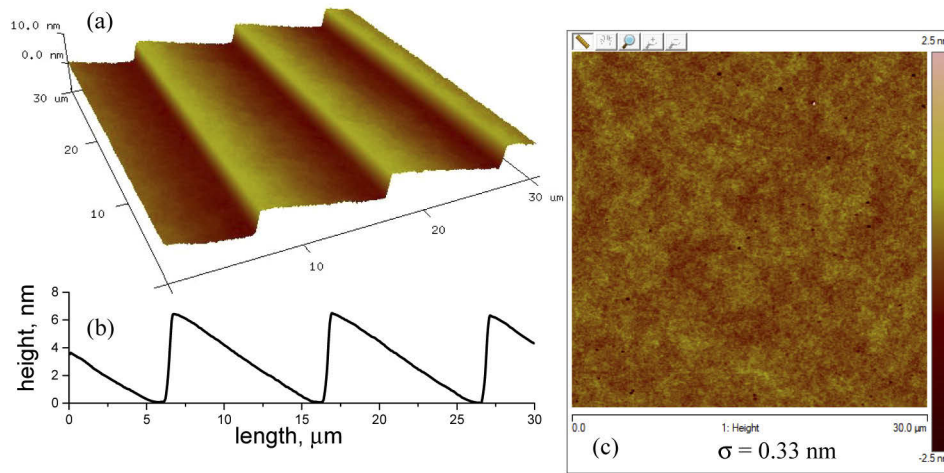 (a)
10.0 nm
0.0 nm
30 um
20
10
10
20
30
um
(b)
height, nm
8
6
4
2
0
0 5 10 15 20 25 30
length, μm
2.5 nm
0.0 1: Height 30.0 μm
(c) σ = 0.33 nm
-2.5 nm